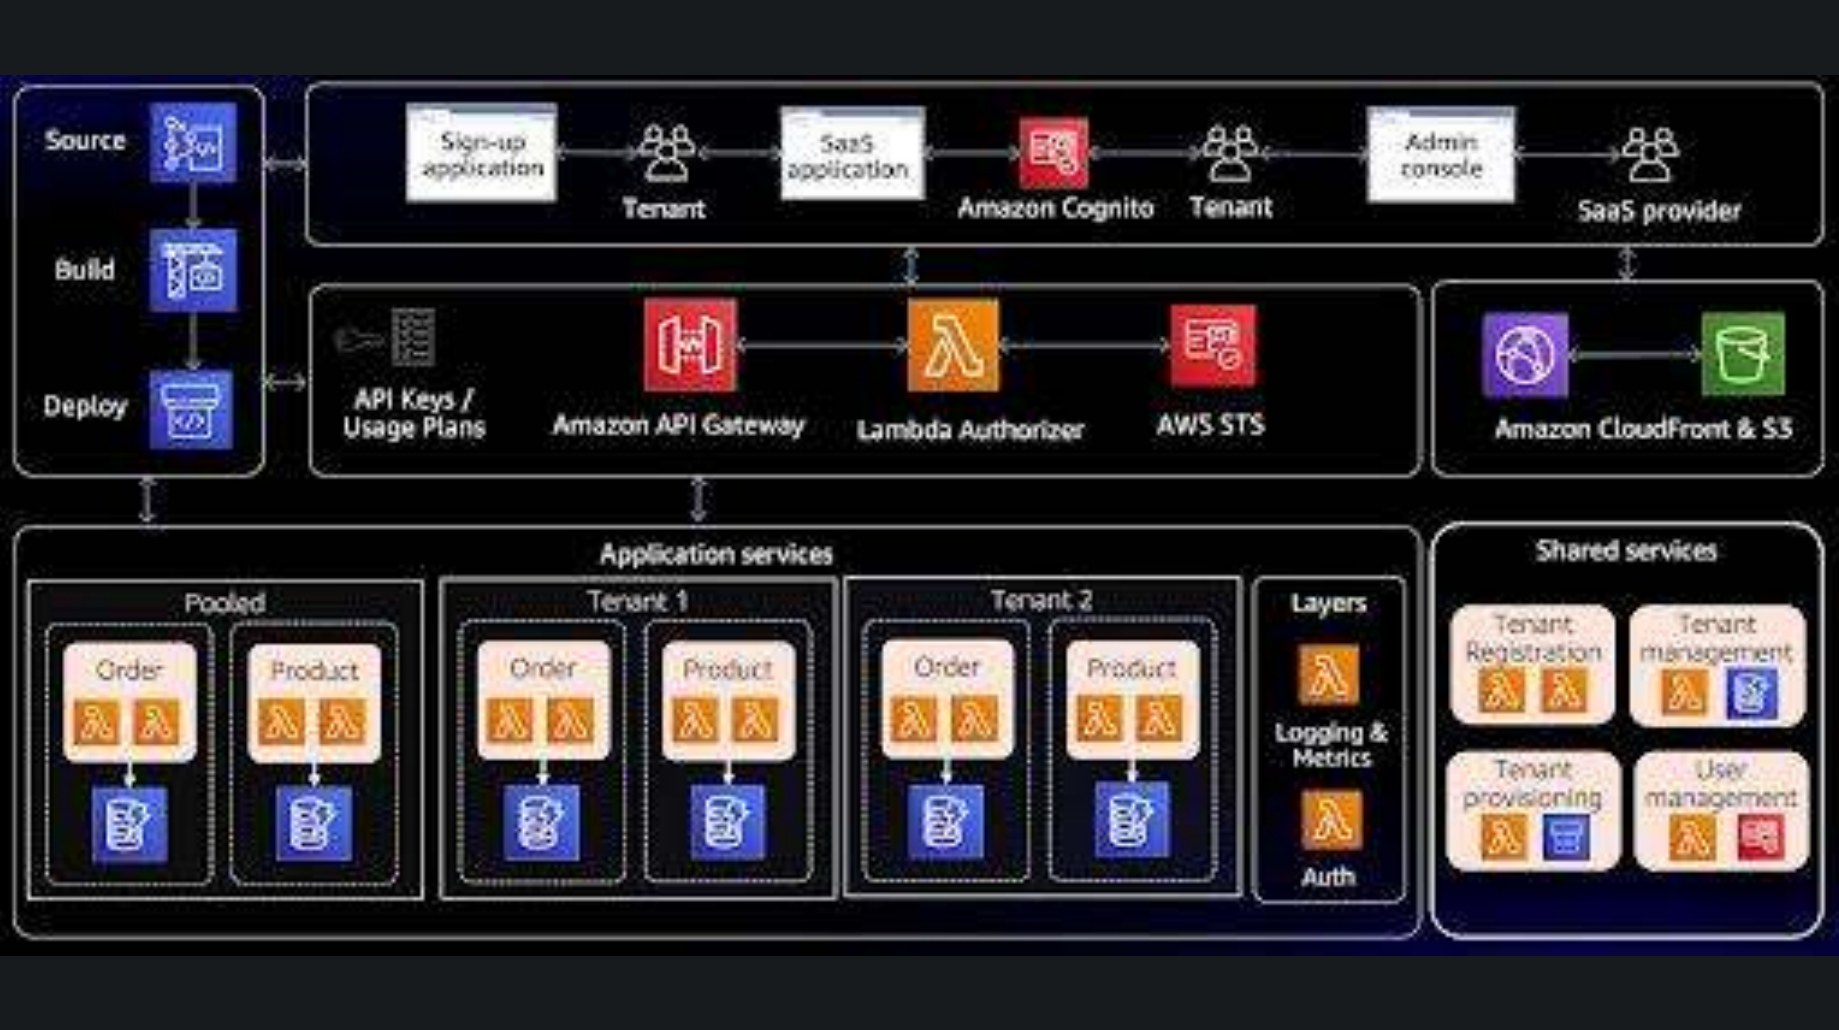 Source
Build
Deploy
Sign-up
application
Tenant
SaaS
application
Amazon Cognito
Tenant
Admin
console
SaaS provider
API Keys /
Usage Plans
Amazon API Gateway
Lambda Authorizer
AWS STS
Amazon CloudFront & S3
Application services
Pooled
Order
Product
Tenant 1
Order
Product
Tenant 2
Order
Product
Layers
Logging &
Metrics
Auth
Shared services
Tenant
Registration
Tenant
management
Tenant
provisioning
User
management